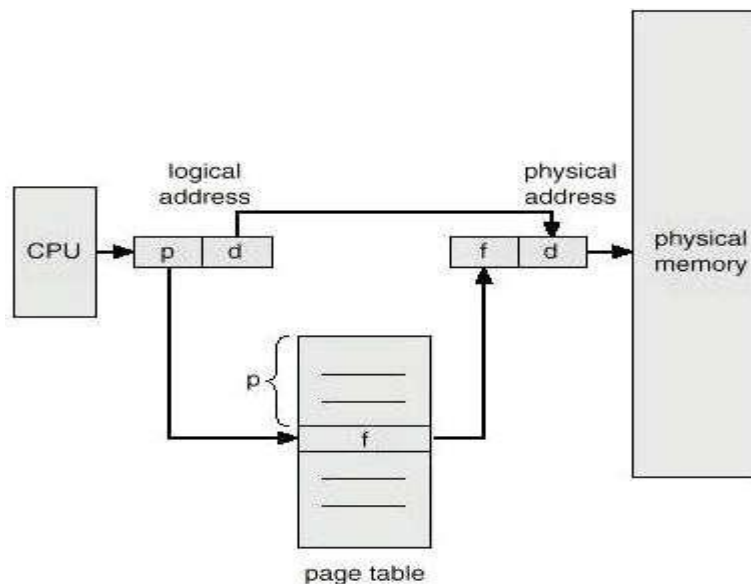 logical
address
physical
address
CPU
p
d
f
d
physical
memory
p
f
page table